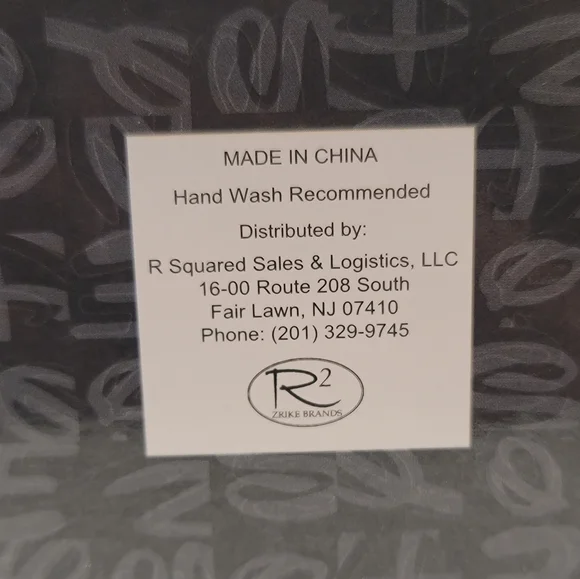 MADE IN CHINA
Hand Wash Recommended
Distributed by:
R Squared Sales & Logistics, LLC
16-00 Route 208 South
Fair Lawn, NJ 07410
Phone: (201) 329-9745
R2
ZRIKE BRANDS